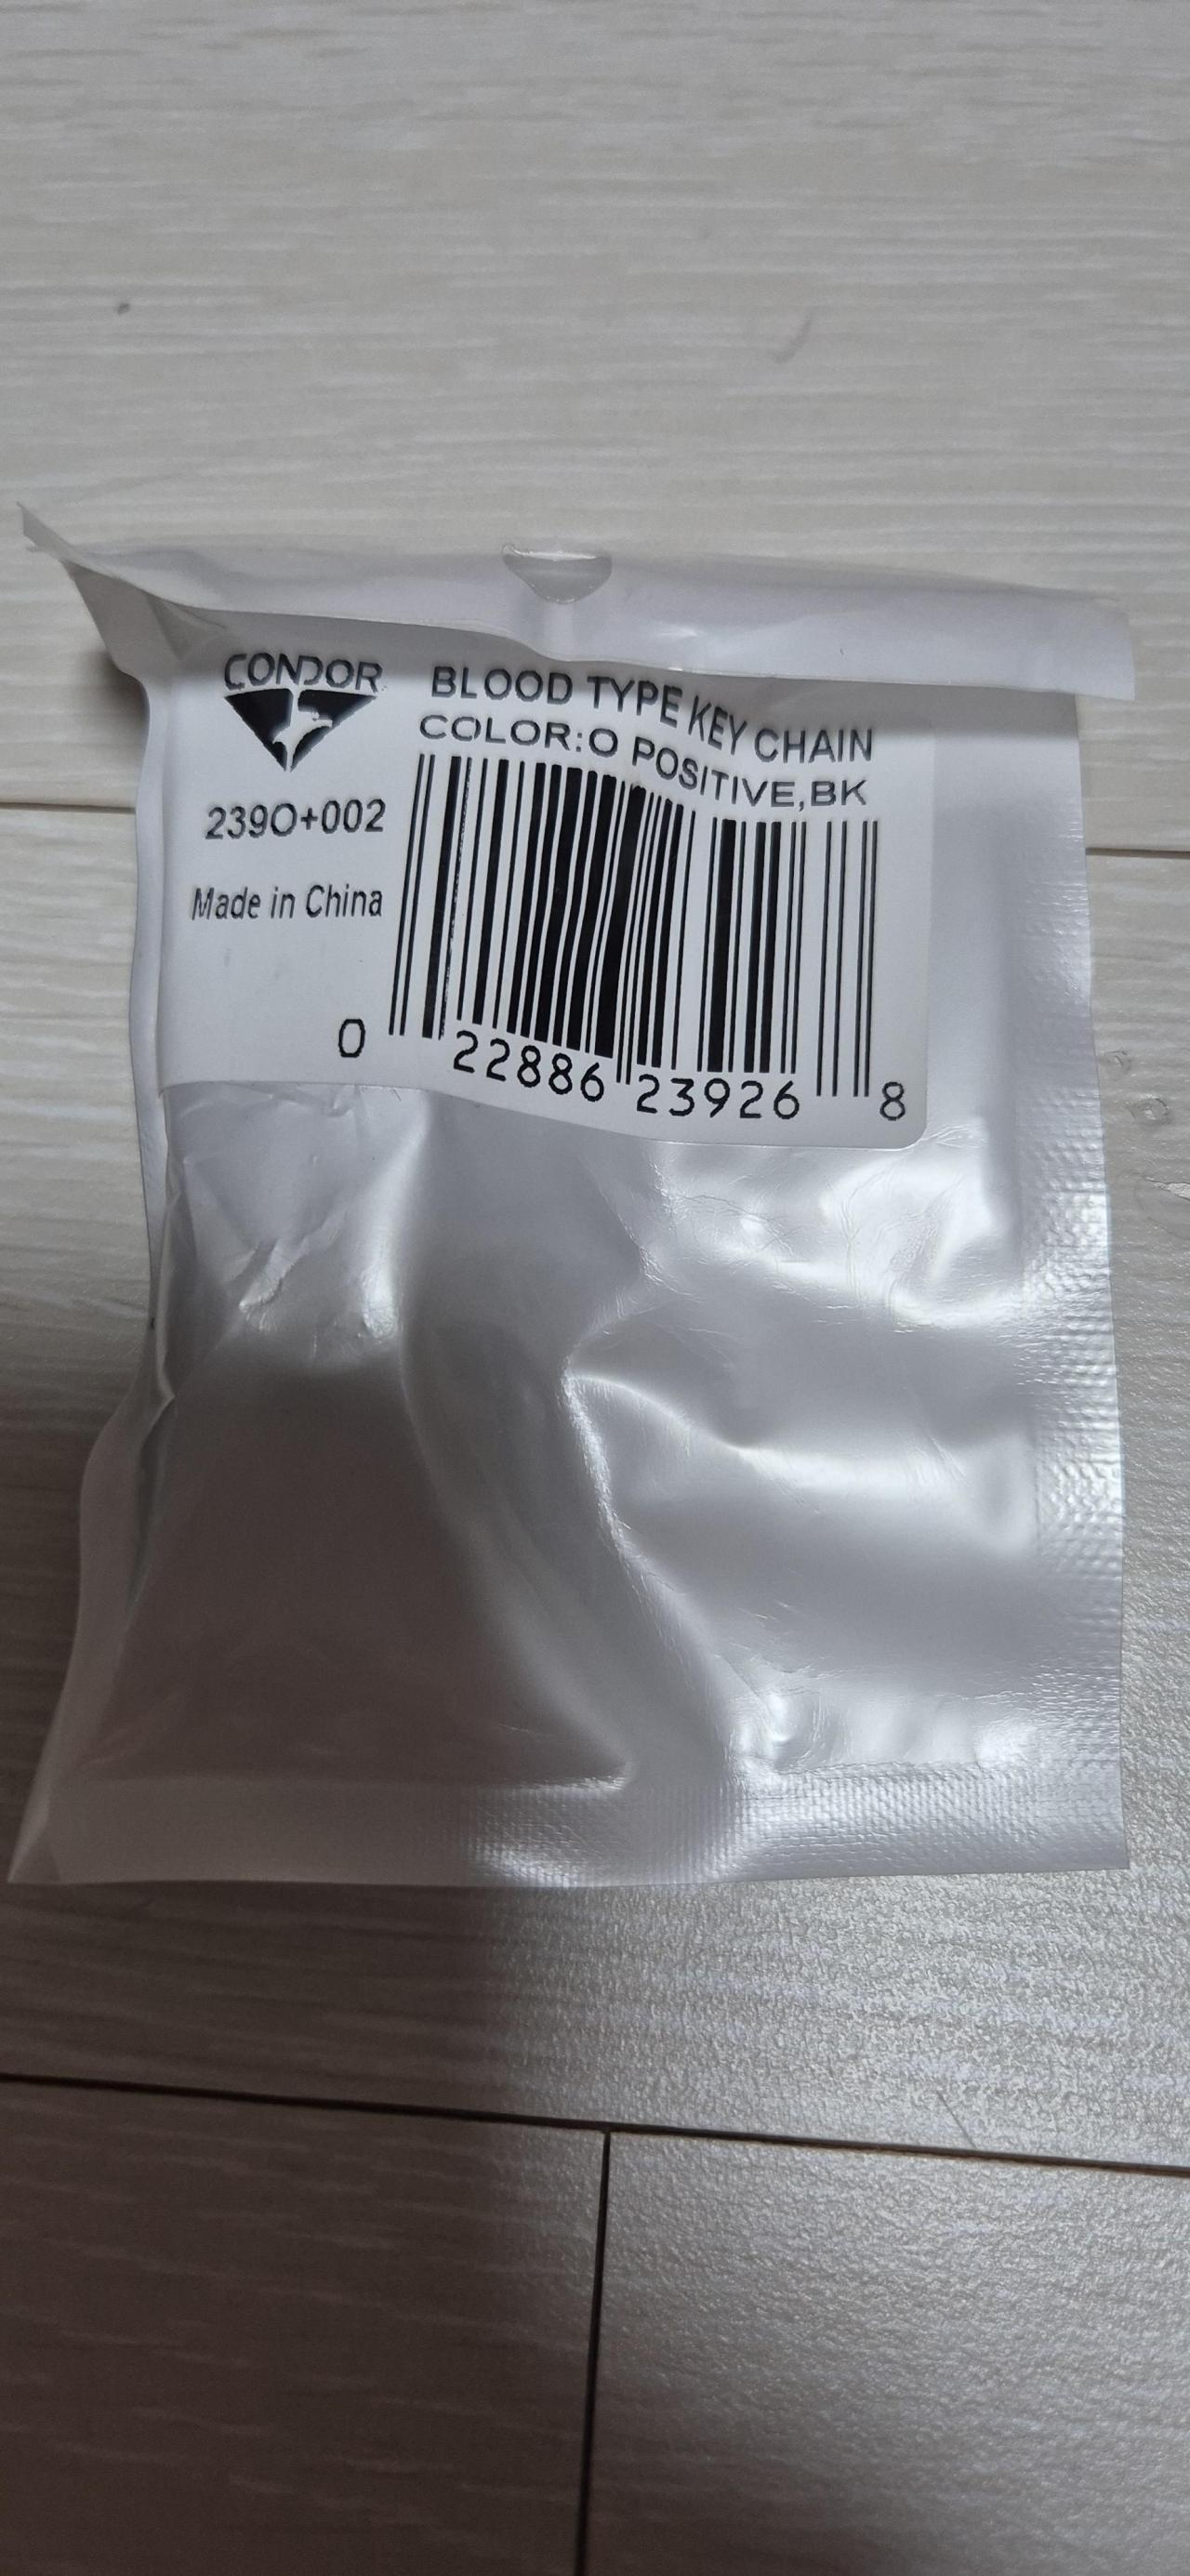 CONDOR
BLOOD TYPE KEY CHAIN
COLOR:O POSITIVE,BK
239O+002
Made in China
0 22886 23926 8